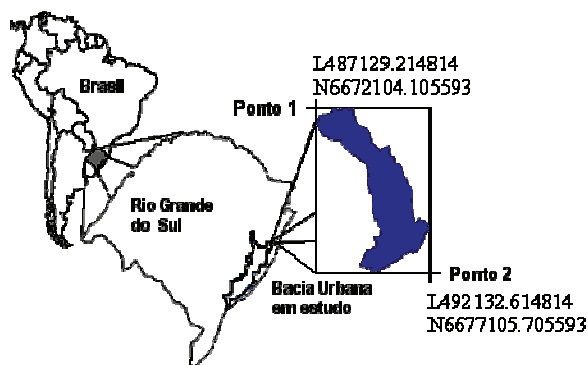 L487129.214814
N6672104.105593
Brasil
Ponto 1
Rio Grande
do Sul
Bacia Urbana
em estudo
Ponto 2
L492132.614814
N6677105.705593